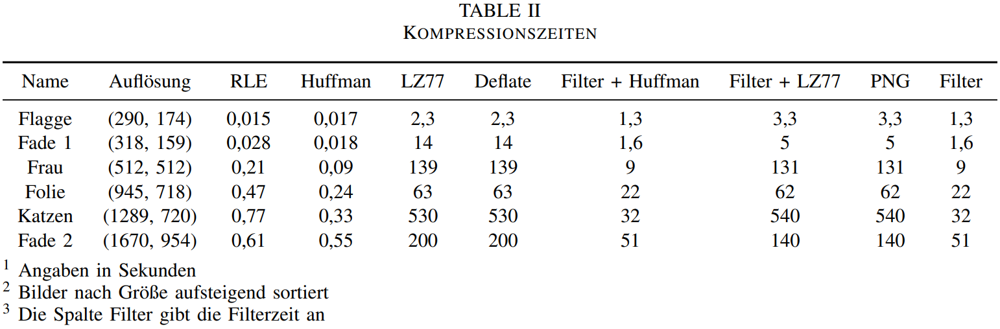 TABLE II
KOMPRESSIONSZEITEN
Name Auflösung RLE Huffman LZ77 Deflate Filter + Huffman Filter + LZ77 PNG Filter
Flagge (290, 174) 0,015 0,017 2,3 2,3 1,3 3,3 3,3 1,3
Fade 1 (318, 159) 0,028 0,018 14 14 1,6 5 5 1,6
Frau (512, 512) 0,21 0,09 139 139 9 131 131 9
Folie (945, 718) 0,47 0,24 63 63 22 62 62 22
Katzen (1289, 720) 0,77 0,33 530 530 32 540 540 32
Fade 2 (1670, 954) 0,61 0,55 200 200 51 140 140 51
1 Angaben in Sekunden
2 Bilder nach Größe aufsteigend sortiert
3 Die Spalte Filter gibt die Filterzeit an